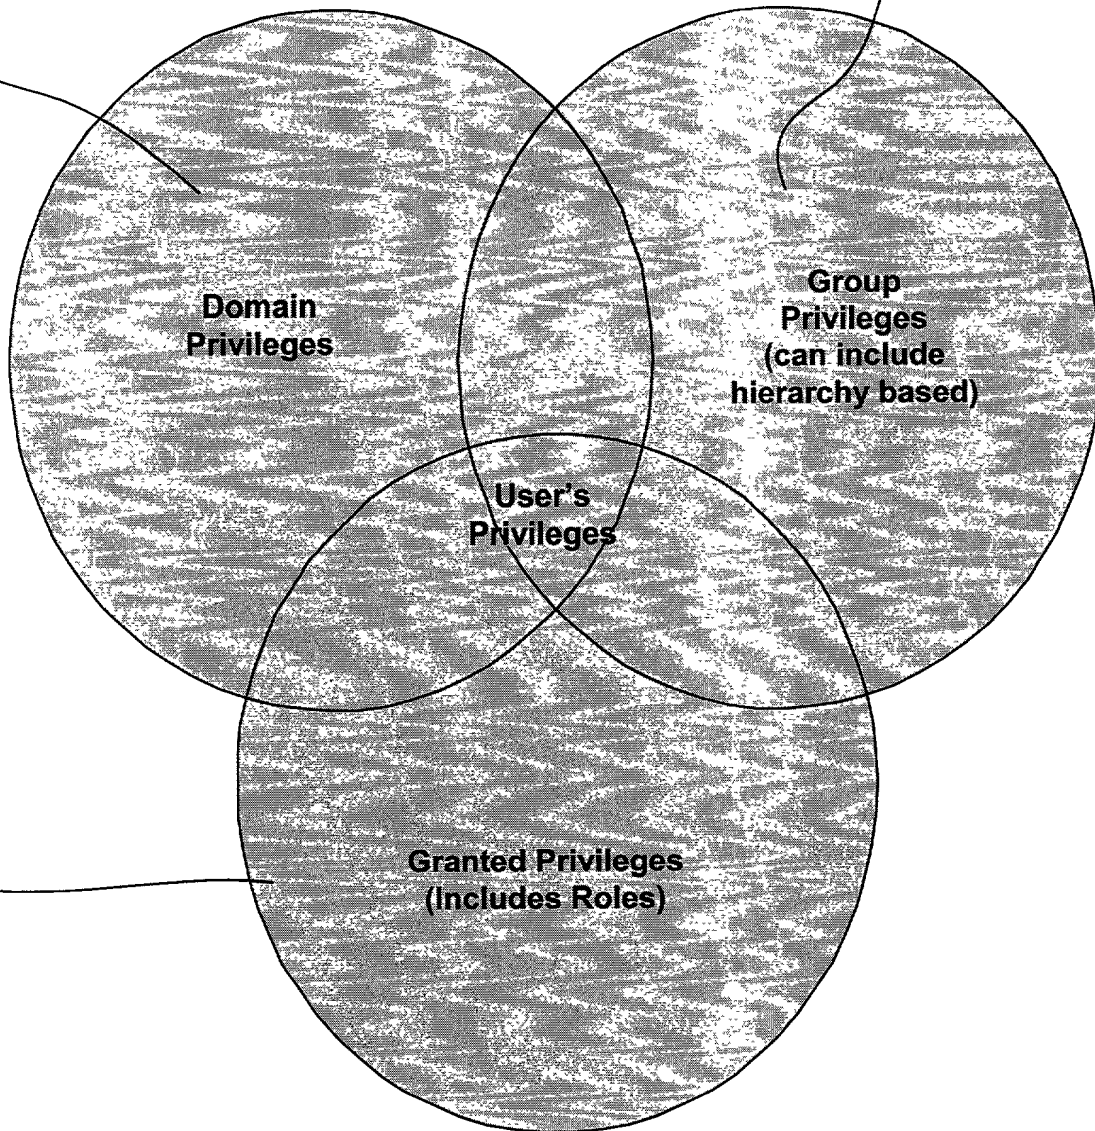 Domain
Privileges
Group
Privileges
(can include
hierarchy based)
User's
Privileges
Granted Privileges
(Includes Roles)